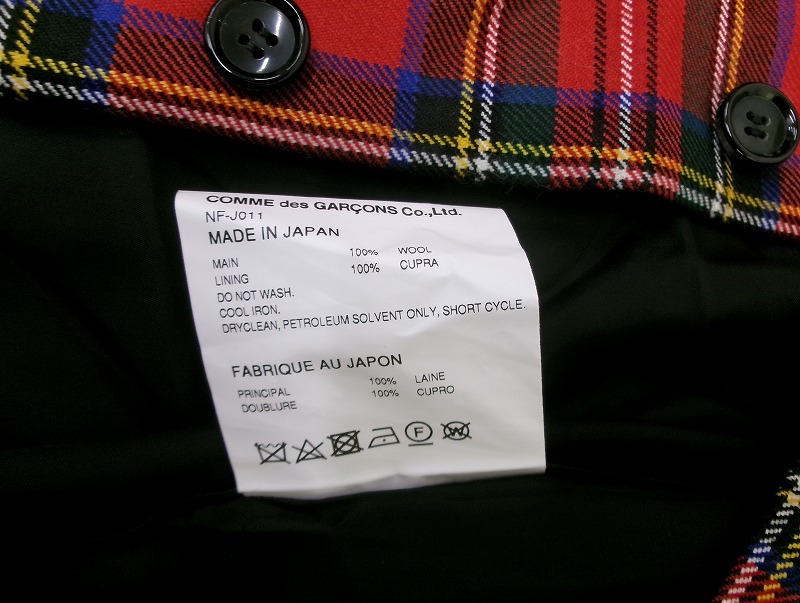 COMME des GARÇONS Co.,Ltd.
NF-J011
MADE IN JAPAN
MAIN 100% WOOL
LINING 100% CUPRA
DO NOT WASH.
COOL IRON.
DRYCLEAN, PETROLEUM SOLVENT ONLY, SHORT CYCLE.
FABRIQUE AU JAPON
PRINCIPAL 100% LAINE
DOUBLURE 100% CUPRO
F W